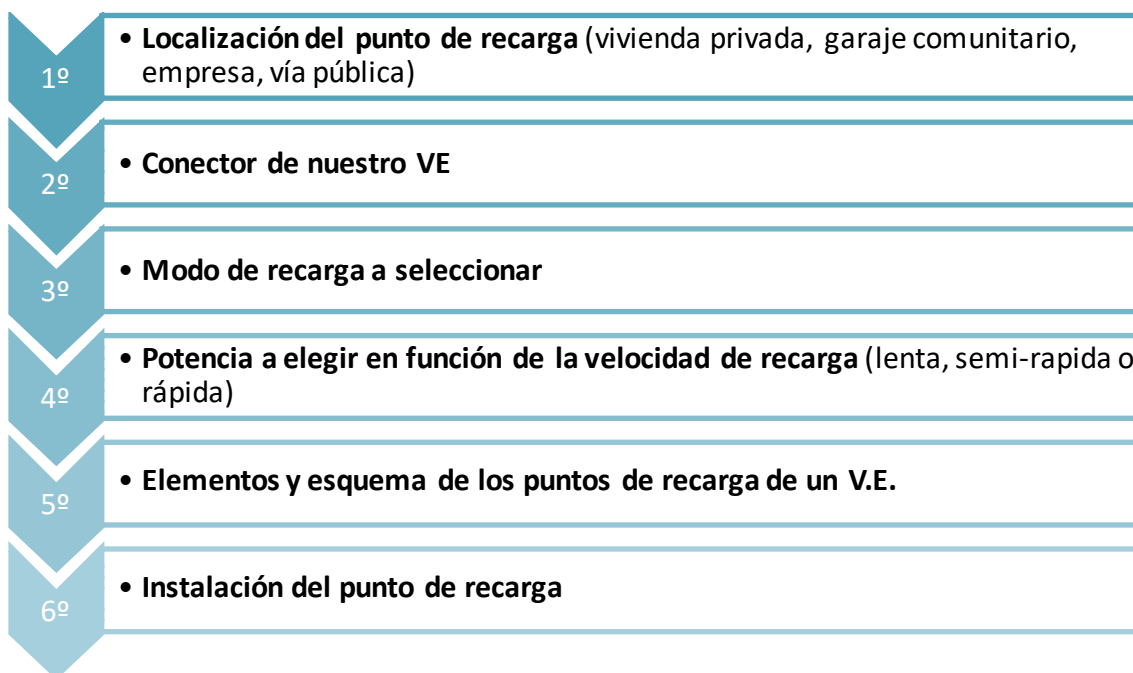 1º
• Localización del punto de recarga (vivienda privada, garaje comunitario,
empresa, vía pública)
2º
• Conector de nuestro VE
3º
• Modo de recarga a seleccionar
4º
• Potencia a elegir en función de la velocidad de recarga (lenta, semi-rapida o
rápida)
5º
• Elementos y esquema de los puntos de recarga de un V.E.
6º
• Instalación del punto de recarga